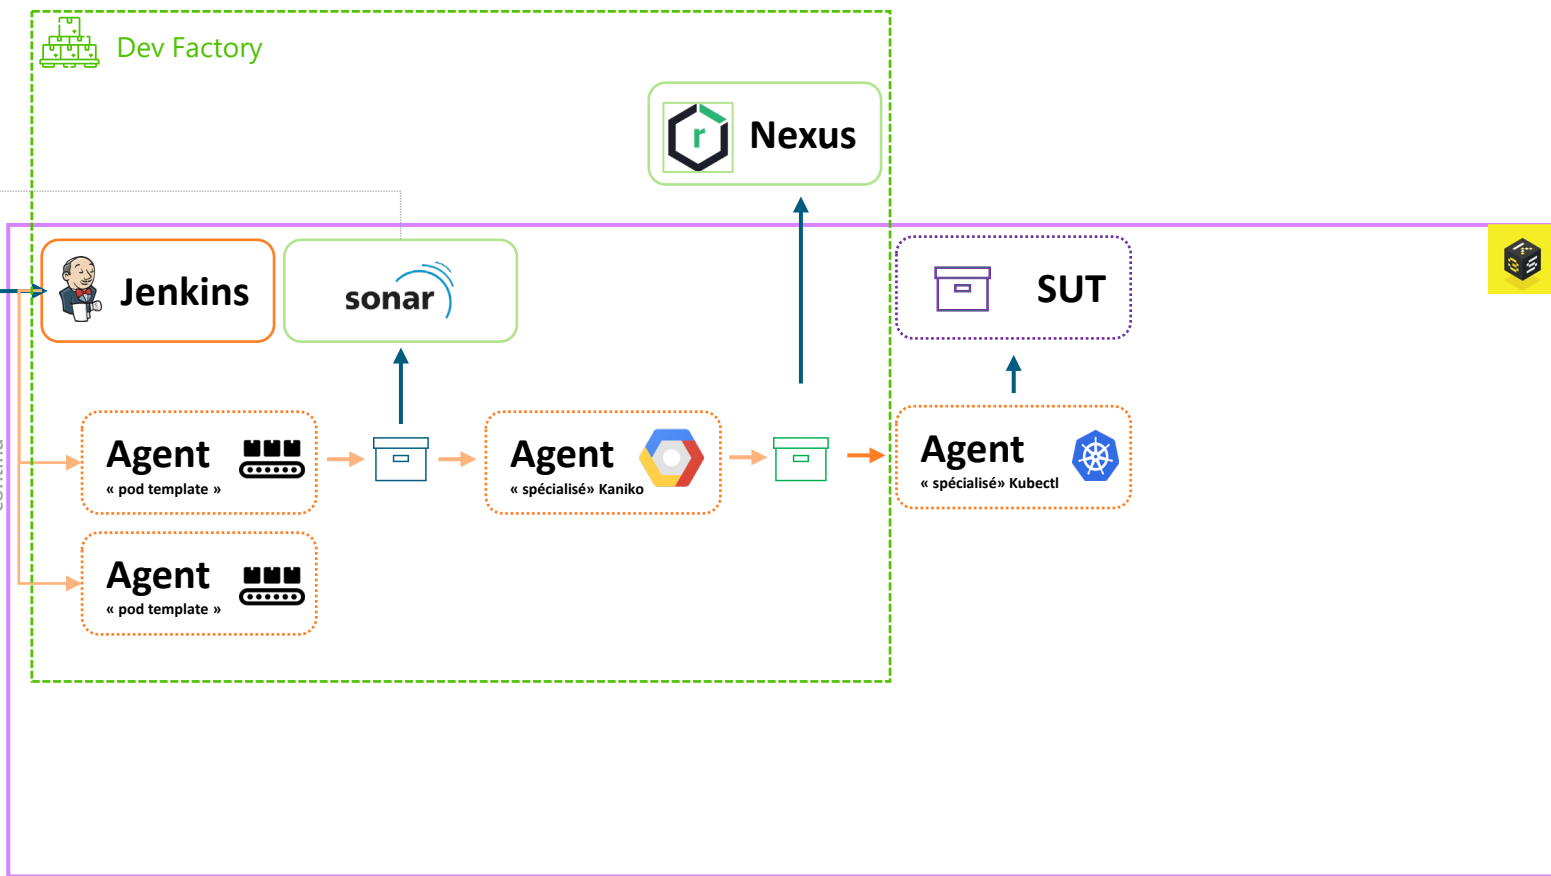 Dev Factory
r
Nexus
Jenkins
sonar
SUT
Agent
« pod template »
Agent
« spécialisé» Kaniko
Agent
« spécialisé» Kubectl
Agent
« pod template »